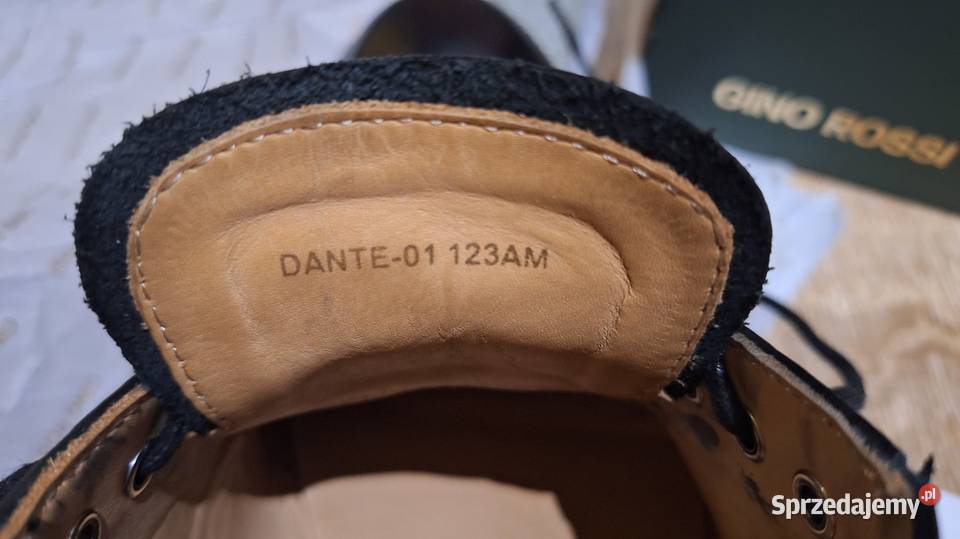 GINO ROSSI
DANTE-01 123AM
Sprzedajemy.pl